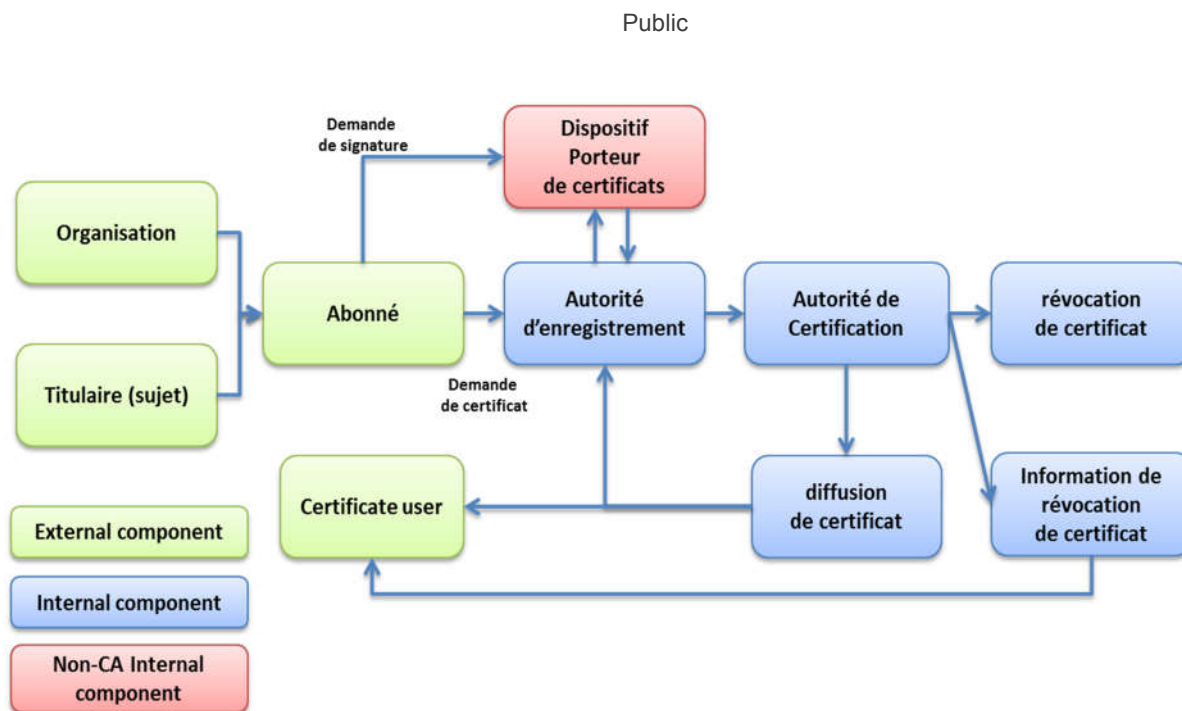 Public
Demande
de signature
Dispositif
Porteur
de certificats
Organisation
Abonné
Autorité
d'enregistrement
Autorité de
Certification
révocation
de certificat
Titulaire (sujet)
Demande
de certificat
Certificate user
diffusion
de certificat
Information de
révocation
de certificat
External component
Internal component
Non-CA Internal
component